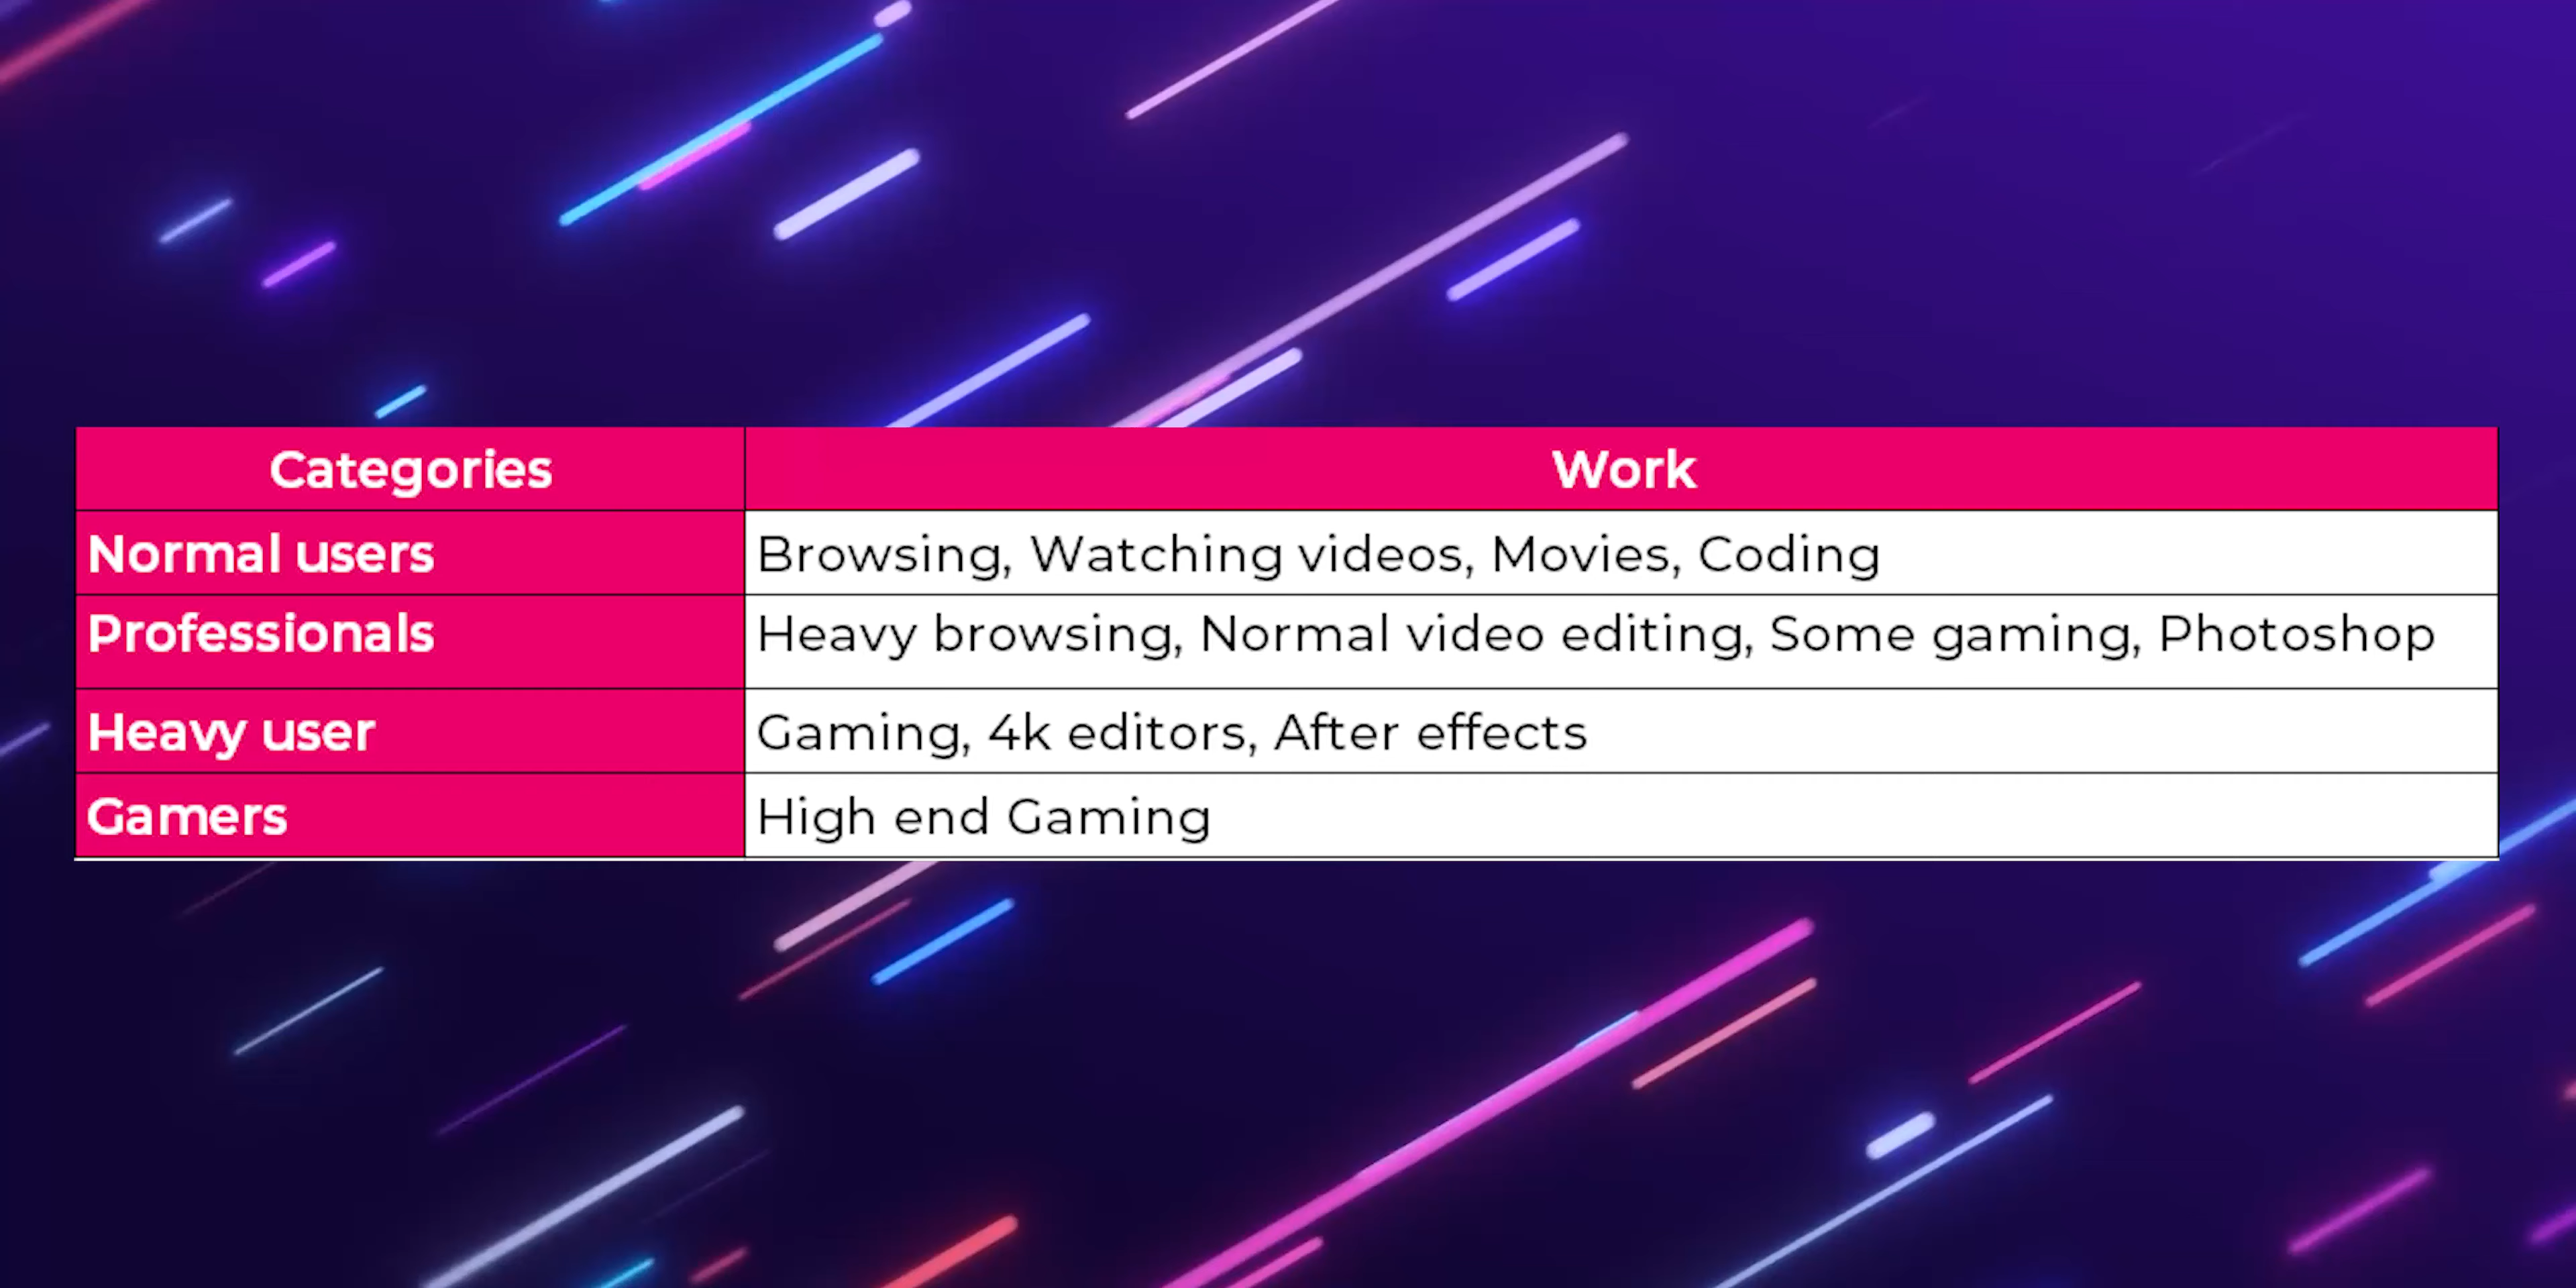 Categories Work
Normal users Browsing, Watching videos, Movies, Coding
Professionals Heavy browsing, Normal video editing, Some gaming, Photoshop
Heavy user Gaming, 4k editors, After effects
Gamers High end Gaming